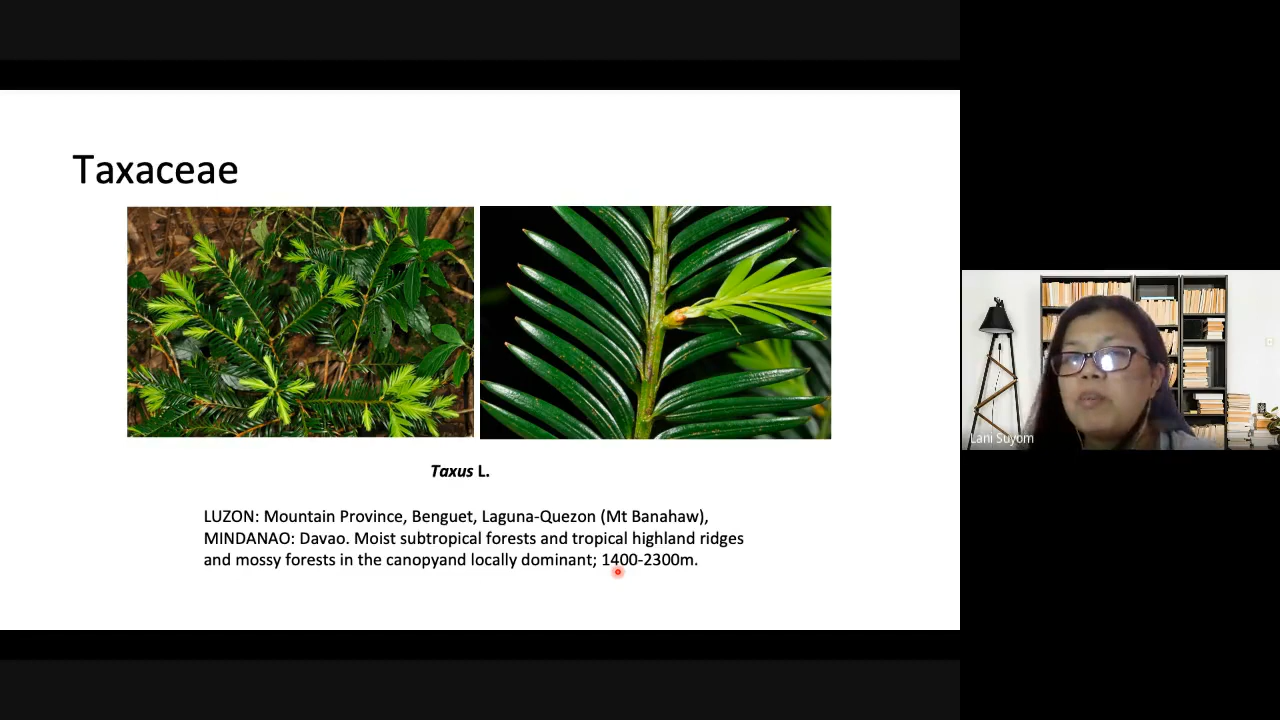 Taxaceae
Taxus L.
LUZON: Mountain Province, Benguet, Laguna-Quezon (Mt Banahaw),
MINDANAO: Davao. Moist subtropical forests and tropical highland ridges
and mossy forests in the canopyand locally dominant; 1400-2300m.
Lani Suyom